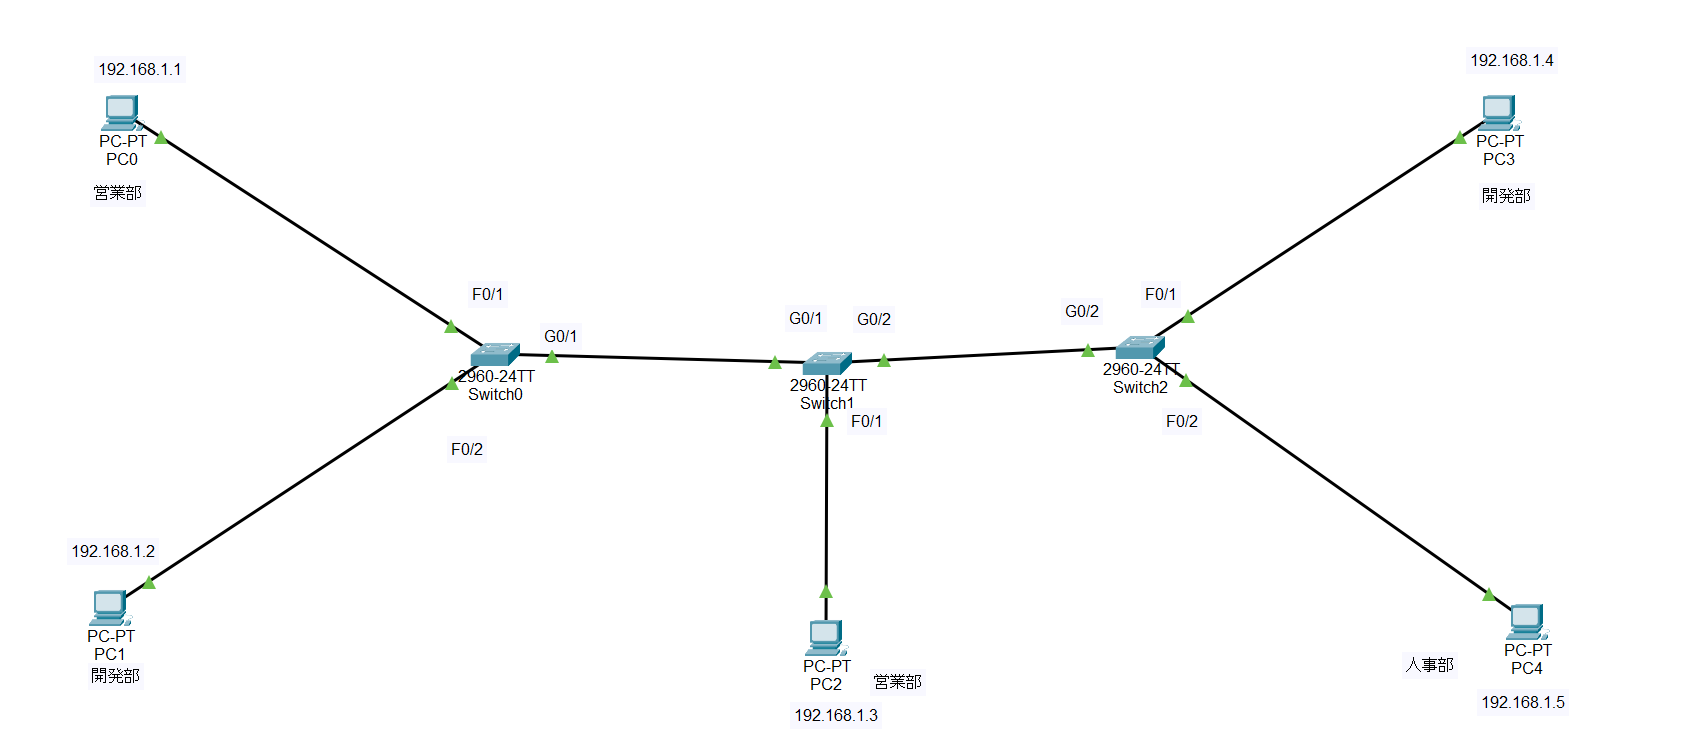 192.168.1.1
PC-PT
PC0
営業部
192.168.1.4
PC-PT
PC3
開発部
F0/1
G0/1
2960-24TT
Switch0
F0/2
G0/1
G0/2
2960-24TT
Switch1
F0/1
G0/2
F0/1
2960-24TT
Switch2
F0/2
192.168.1.2
PC-PT
PC1
開発部
PC-PT
PC2
営業部
192.168.1.3
人事部
PC-PT
PC4
192.168.1.5